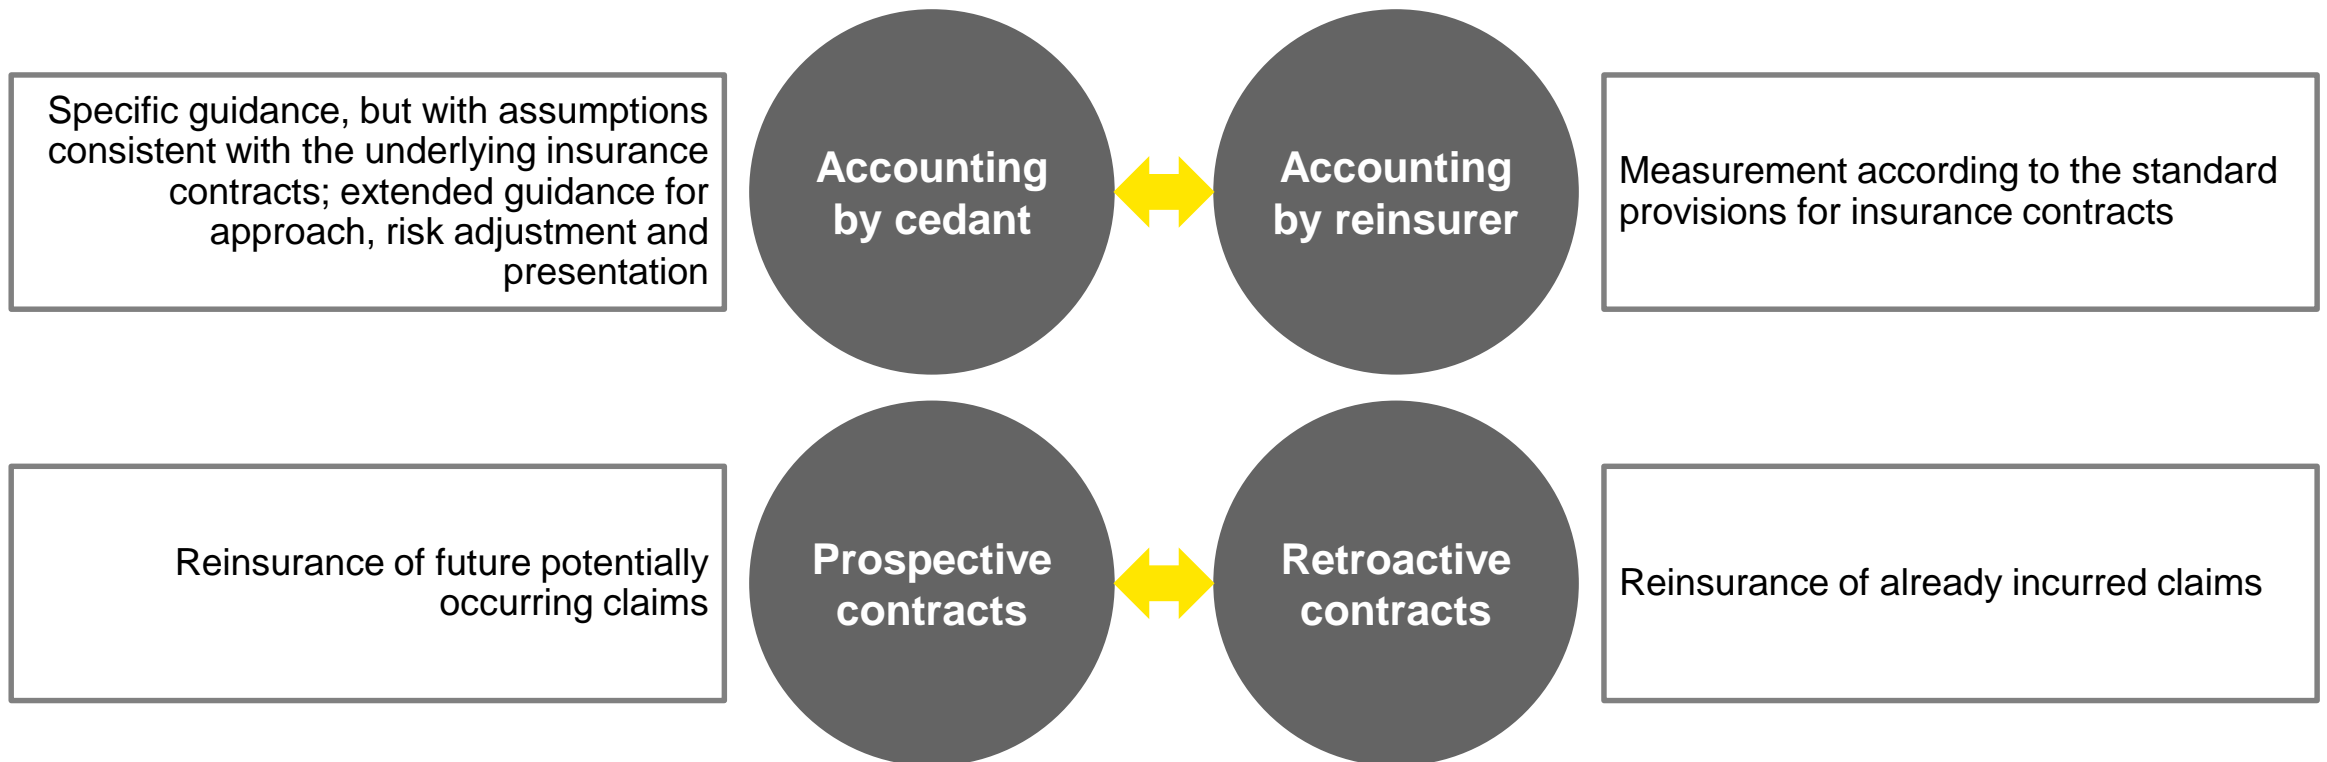 Specific guidance, but with assumptions
consistent with the underlying insurance
contracts; extended guidance for
approach, risk adjustment and
presentation
Accounting
by cedant
Accounting
by reinsurer
Measurement according to the standard
provisions for insurance contracts
Reinsurance of future potentially
occurring claims
Prospective
contracts
Retroactive
contracts
Reinsurance of already incurred claims